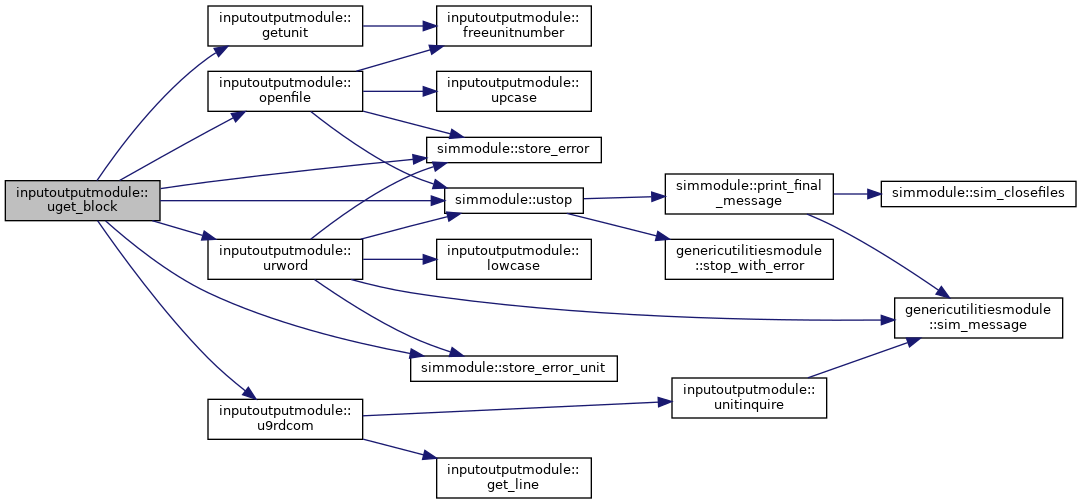 inputoutputmodule::
uget_block
inputoutputmodule::
getunit
inputoutputmodule::
openfile
inputoutputmodule::
urword
inputoutputmodule::
u9rdcom
inputoutputmodule::
freeunitnumber
inputoutputmodule::
upcase
simmodule::store_error
simmodule::ustop
inputoutputmodule::
lowcase
simmodule::store_error_unit
inputoutputmodule::
get_line
simmodule::print_final
_message
genericutilitiesmodule
::stop_with_error
inputoutputmodule::
unitinquire
simmodule::sim_closefiles
genericutilitiesmodule
::sim_message